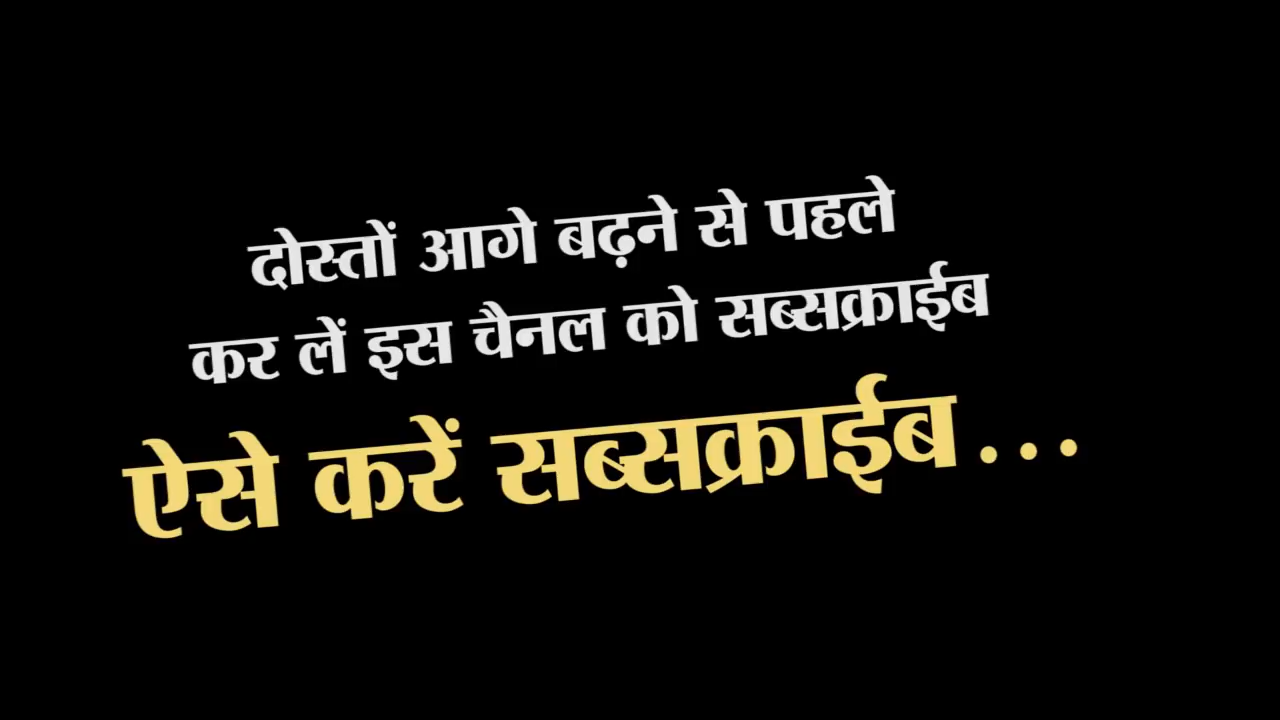 दोस्तों आगे बढ़ने से पहले
कर लें इस चैनल को सब्सक्राईब
ऐसे करें सब्सक्राईब...